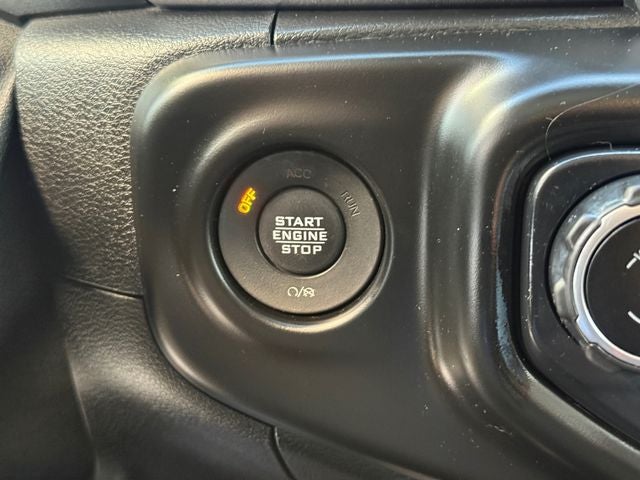 ACC
OFF
RUN
START
ENGINE
STOP